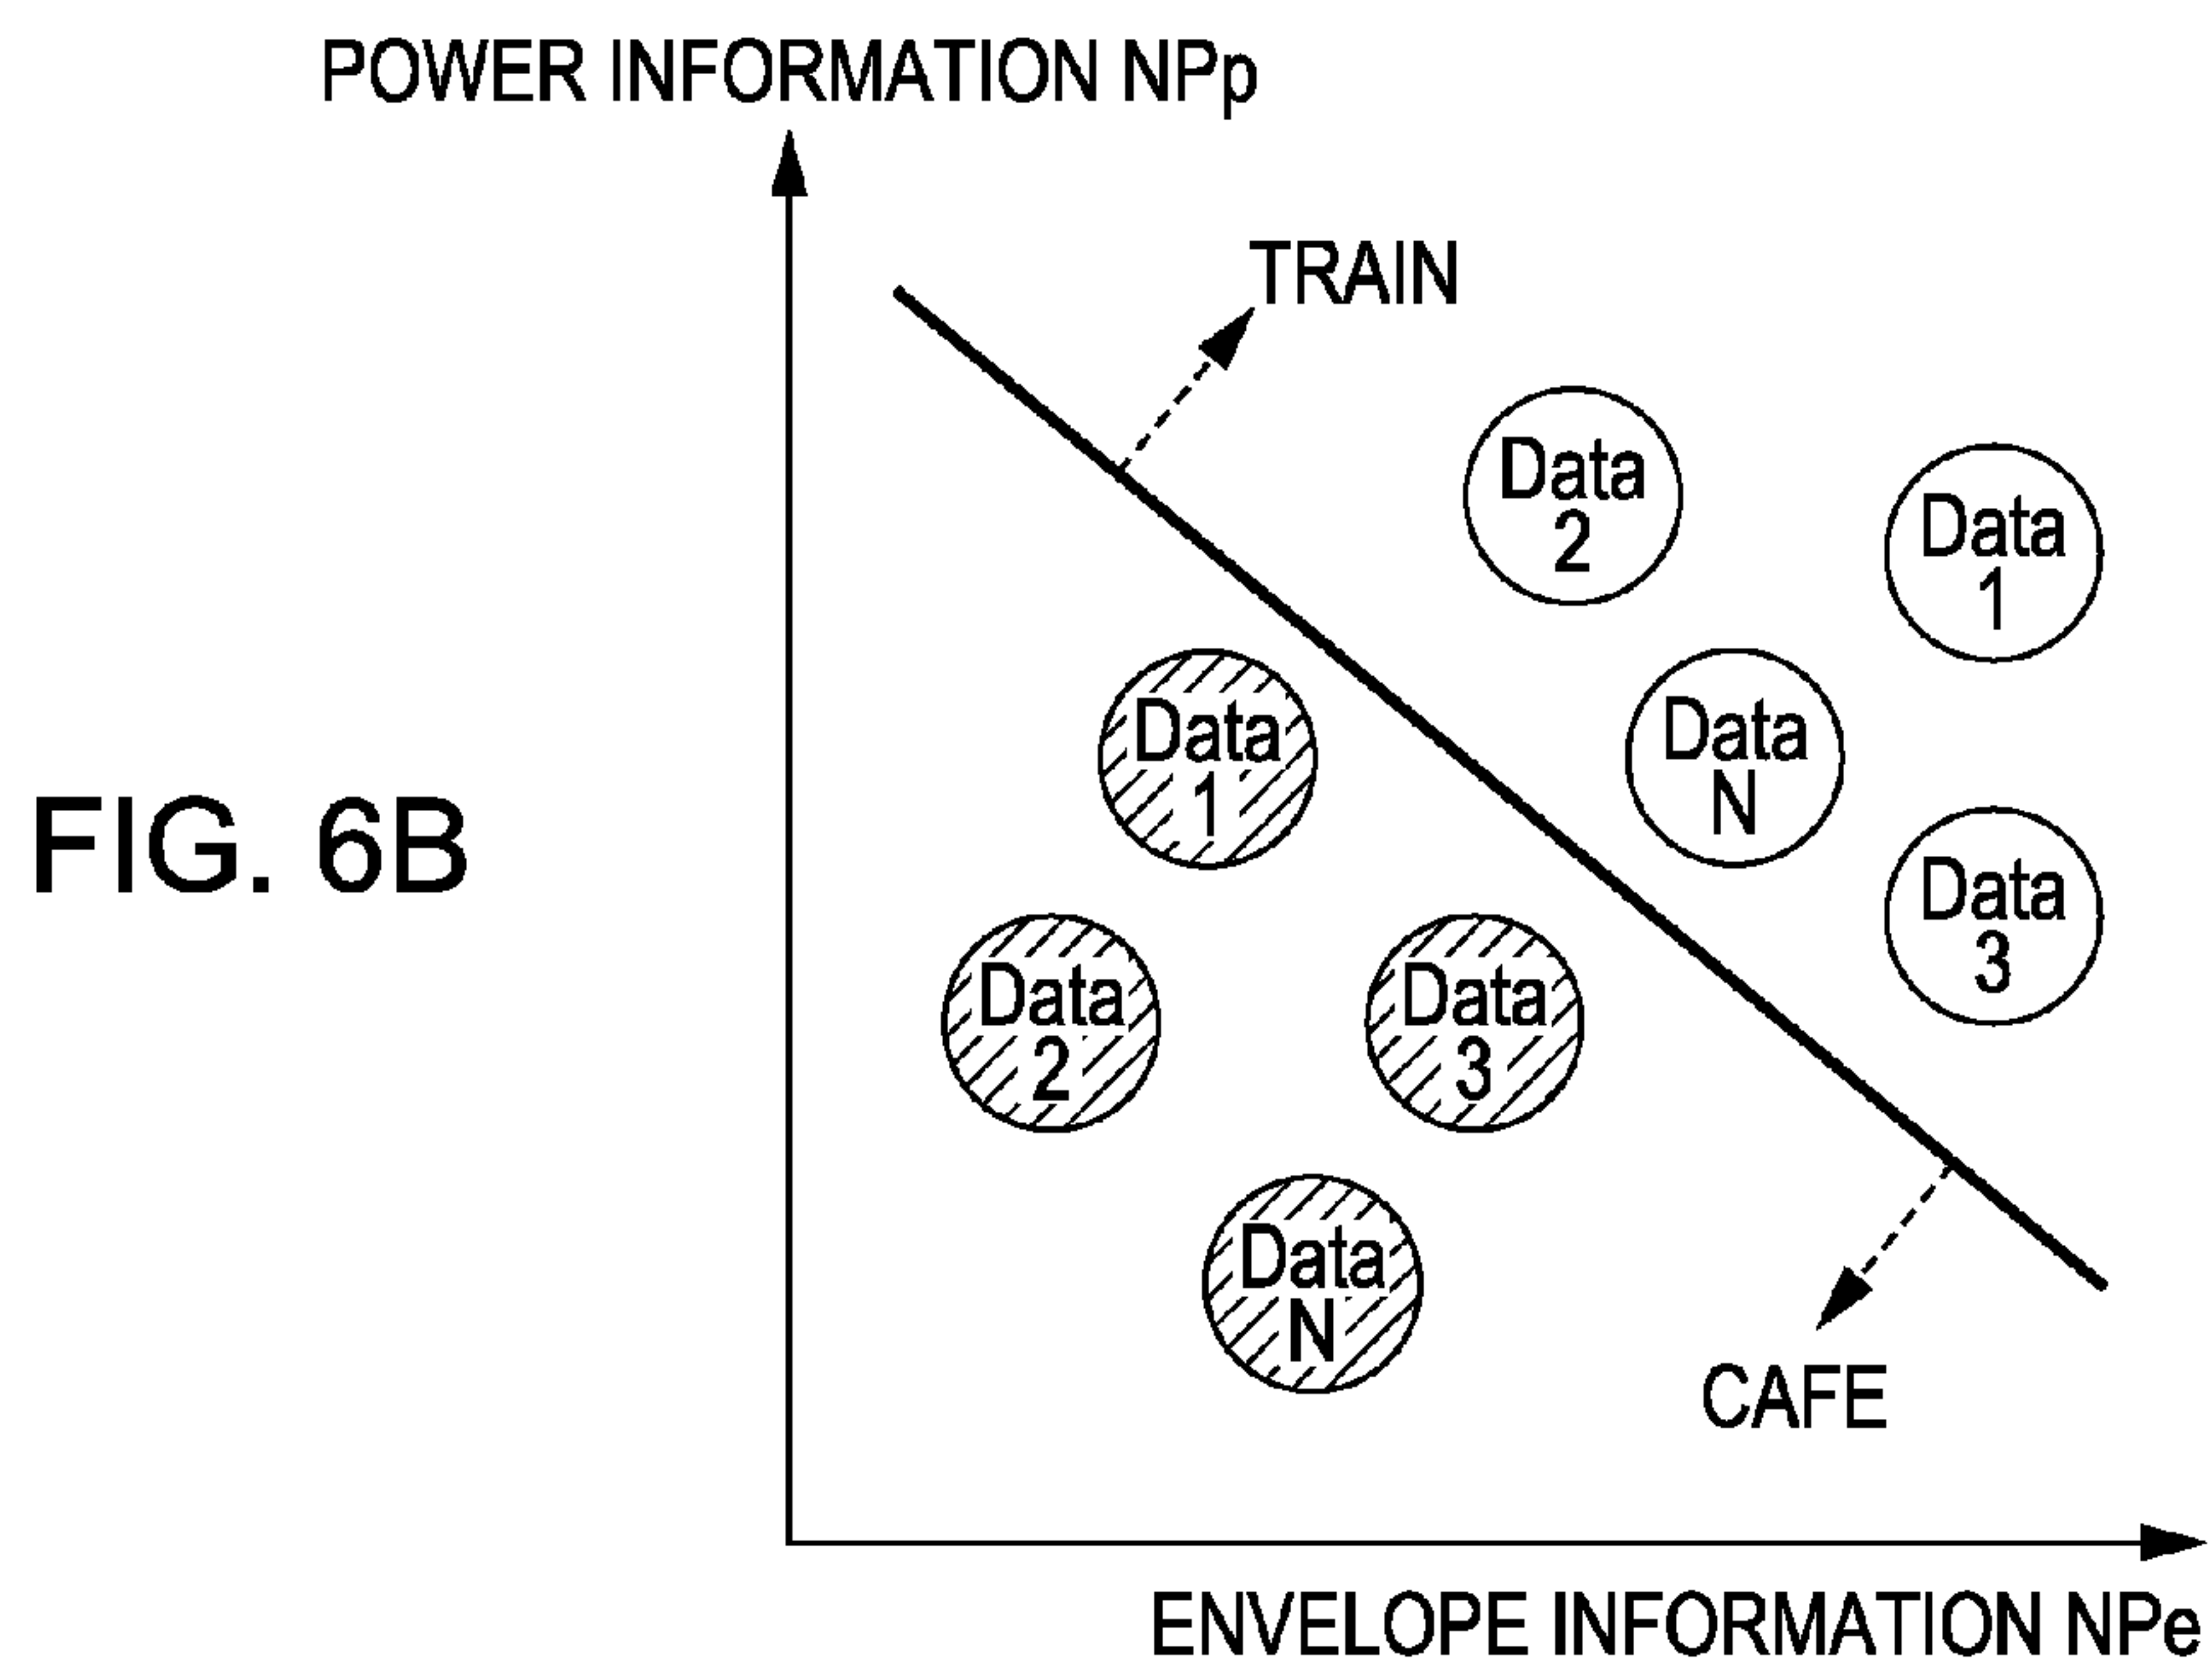 POWER INFORMATION NPp
TRAIN
Data
2
Data
1
Data
1
Data
N
FIG. 6B
Data
3
Data
2
Data
3
Data
N
CAFE
ENVELOPE INFORMATION NPe